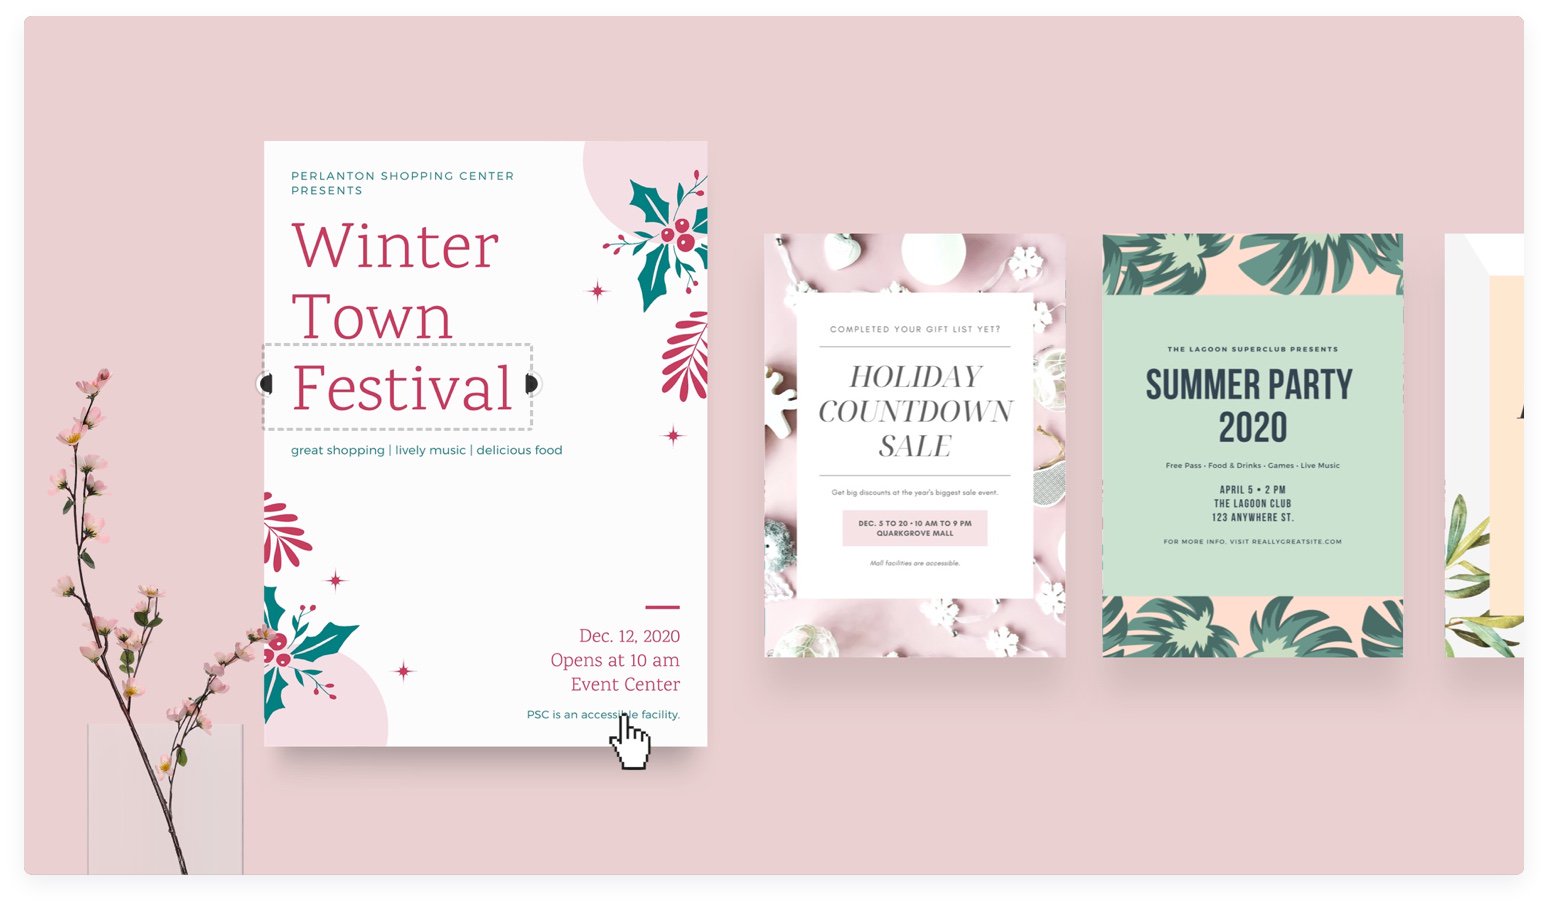 PERLANTON SHOPPING CENTER
PRESENTS
Winter
Town
Festival
great shopping | lively music | delicious food
Dec. 12, 2020
Opens at 10 am
Event Center
PSC is an accessible facility.
COMPLETED YOUR GIFT LIST YET?
HOLIDAY
COUNTDOWN
SALE
Get big discounts at the year's biggest sale event.
DEC. 5 TO 20 • 10 AM TO 9 PM
QUARKGROVE MALL
Mall facilities are accessible.
THE LAGOON SUPERCLUB PRESENTS
SUMMER PARTY
2020
Free Pass • Food & Drinks • Games • Live Music
APRIL 5 • 2 PM
THE LAGOON CLUB
123 ANYWHERE ST.
FOR MORE INFO, VISIT REALLYGREATSITE.COM